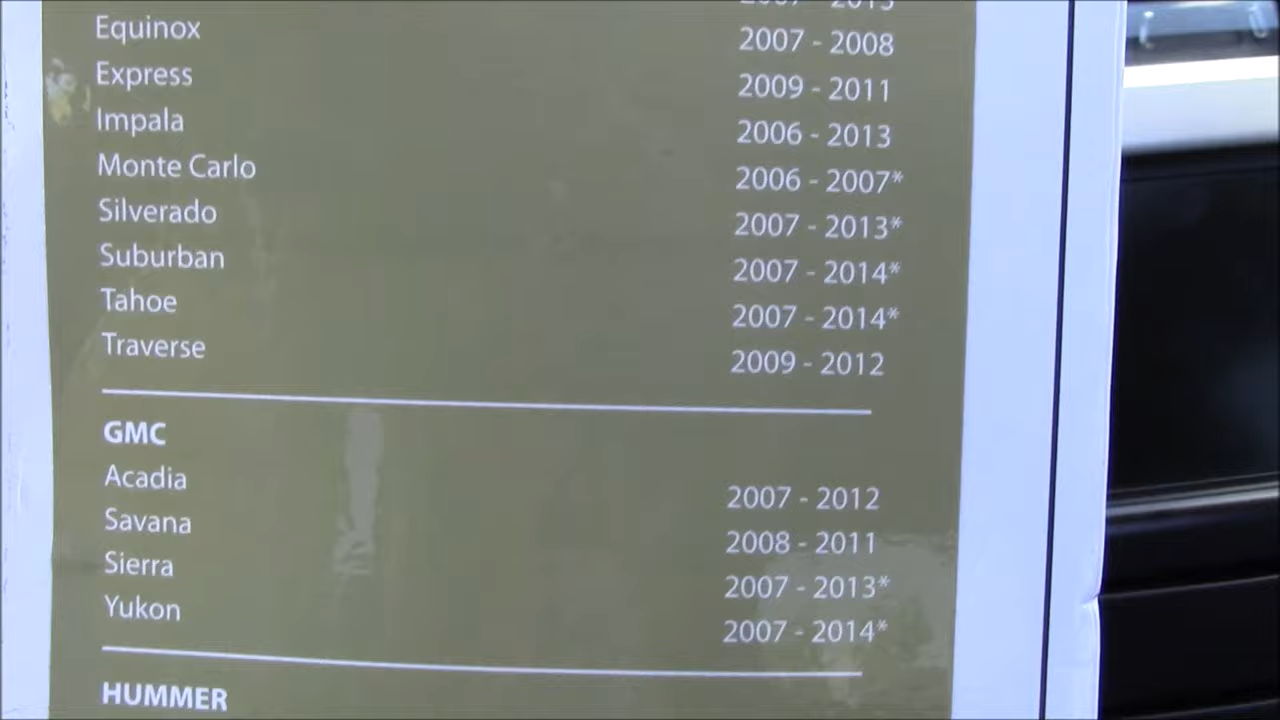 Equinox 2007 - 2008
Express 2009 - 2011
Impala 2006 - 2013
Monte Carlo 2006 - 2007*
Silverado 2007 - 2013*
Suburban 2007 - 2014*
Tahoe 2007 - 2014*
Traverse 2009 - 2012
GMC
Acadia 2007 - 2012
Savana 2008 - 2011
Sierra 2007 - 2013*
Yukon 2007 - 2014*
HUMMER